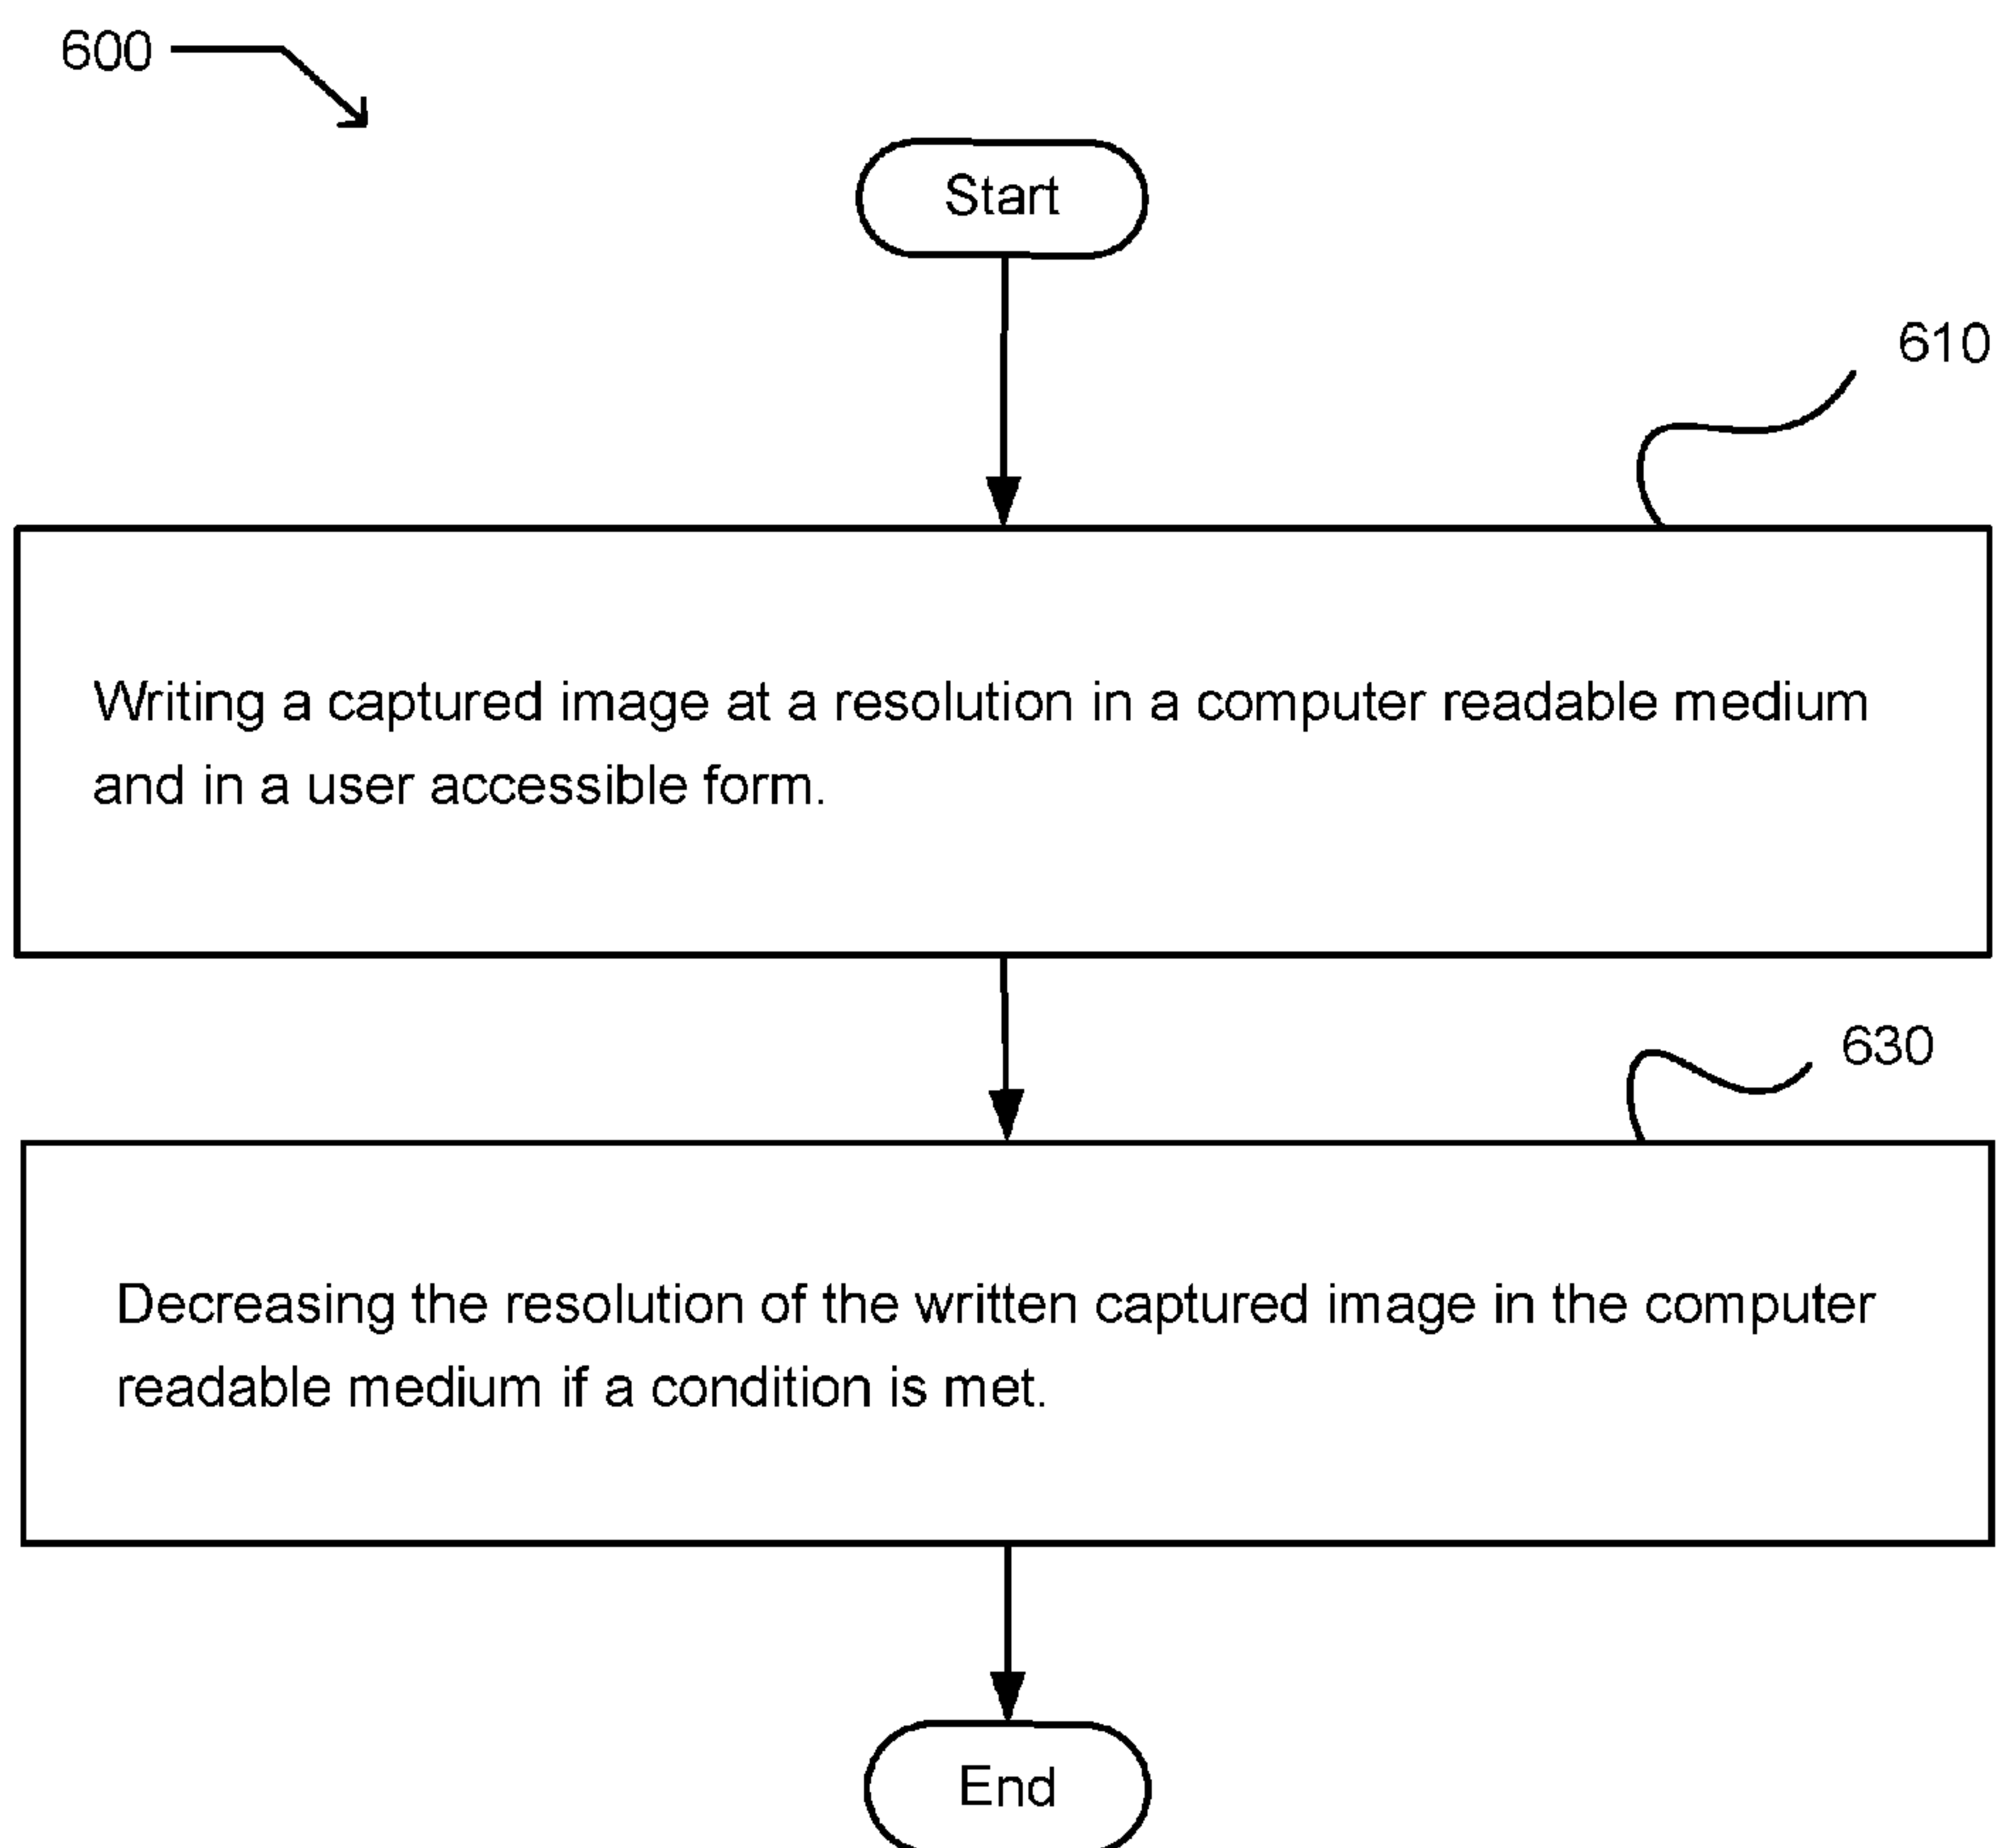 600
Start
610
Writing a captured image at a resolution in a computer readable medium
and in a user accessible form.
630
Decreasing the resolution of the written captured image in the computer
readable medium if a condition is met.
End